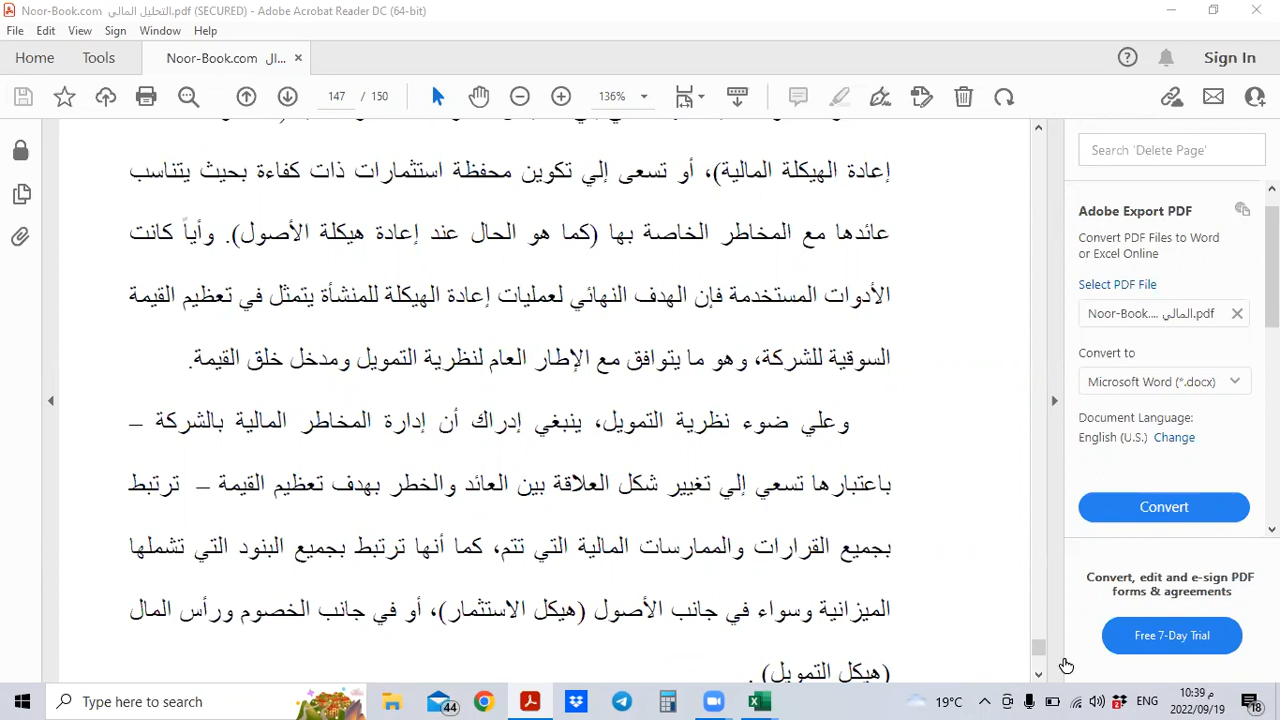 Noor-Book.com التحليل المالي.pdf (SECURED) - Adobe Acrobat Reader DC (64-bit)
File Edit View Sign Window Help
Home Tools Noor-Book.com ال... × Sign In
147 / 150 136%
إعادة الهيكلة المالية)، أو تسعى إلي تكوين محفظة استثمارات ذات كفاءة بحيث يتناسب
عائدها مع المخاطر الخاصة بها (كما هو الحال عند إعادة هيكلة الأصول). وأياً كانت
الأدوات المستخدمة فإن الهدف النهائي لعمليات إعادة الهيكلة للمنشأة يتمثل في تعظيم القيمة
السوقية للشركة، وهو ما يتوافق مع الإطار العام لنظرية التمويل ومدخل خلق القيمة.
وعلي ضوء نظرية التمويل، ينبغي إدراك أن إدارة المخاطر المالية بالشركة –
باعتبارها تسعي إلي تغيير شكل العلاقة بين العائد والخطر بهدف تعظيم القيمة – ترتبط
بجميع القرارات والممارسات المالية التي تتم، كما أنها ترتبط بجميع البنود التي تشملها
الميزانية وسواء في جانب الأصول (هيكل الاستثمار)، أو في جانب الخصوم ورأس المال
(هيكل التمويل) .
Search 'Delete Page'
Adobe Export PDF
Convert PDF Files to Word
or Excel Online
Select PDF File
Noor-Book.... المالي.pdf
Convert to
Microsoft Word (*.docx)
Document Language:
English (U.S.) Change
Convert
Convert, edit and e-sign PDF
forms & agreements
Free 7-Day Trial
Type here to search
44
19°C
2
ENG
10:39 م
2022/09/19
18